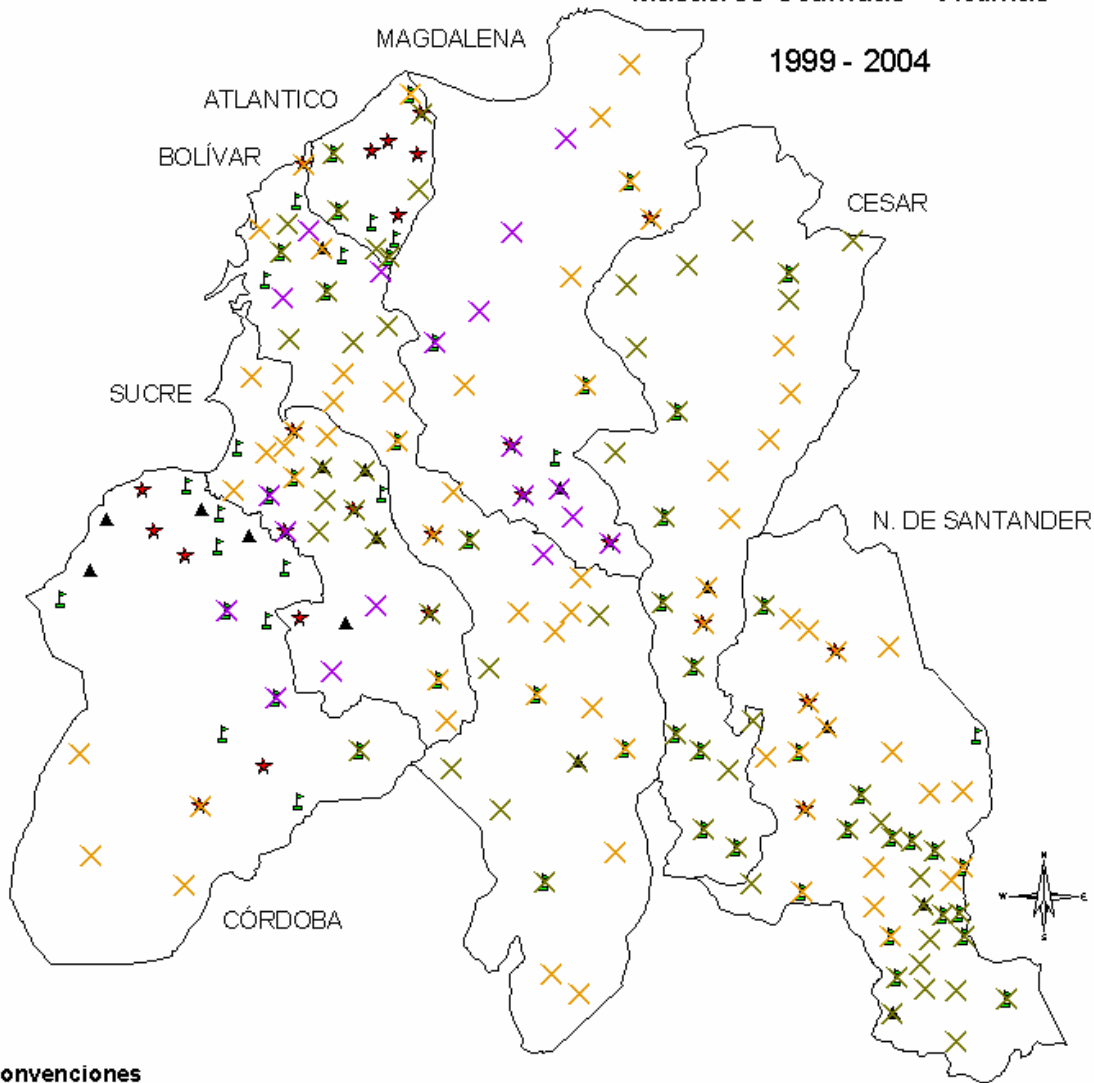 1999 - 2004
MAGDALENA
ATLANTICO
BOLÍVAR
CESAR
SUCRE
N. DE SANTANDER
CÓRDOBA
N
W
E
S
onvenciones